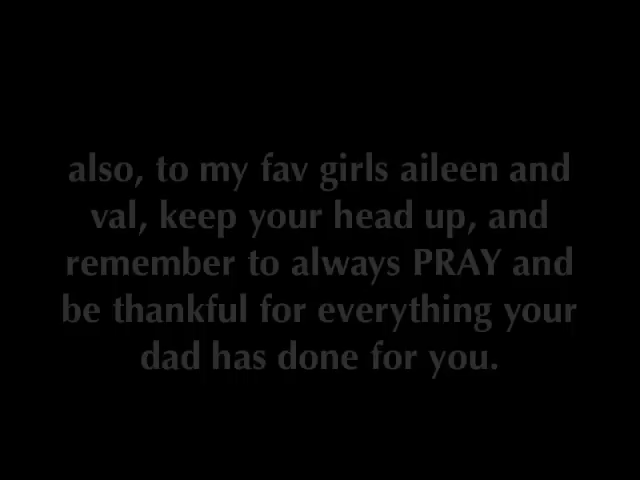 also, to my fav girls aileen and
val, keep your head up, and
remember to always PRAY and
be thankful for everything your
dad has done for you.